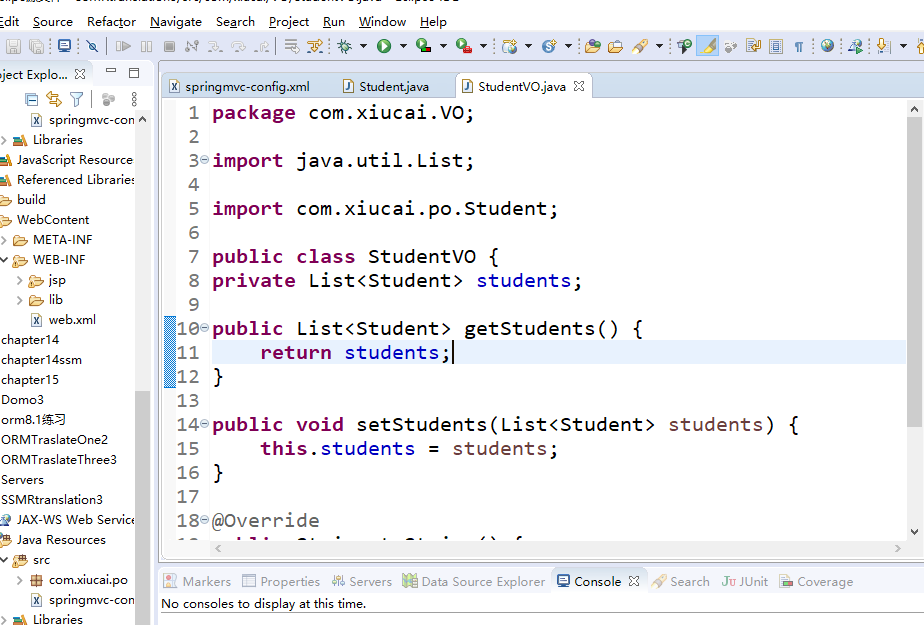 Edit Source Refactor Navigate Search Project Run Window Help
ject Explo...
springmvc-config.xml Student.java StudentVO.java
springmvc-con
Libraries
JavaScript Resource
Referenced Libraries
build
WebContent
META-INF
WEB-INF
jsp
lib
web.xml
chapter14
chapter14ssm
chapter15
Domo3
orm8.1练习
ORMTraslateOne2
ORMTraslateThree3
Servers
SSMRtranslation3
JAX-WS Web Service
Java Resources
src
com.xiucai.po
springmvc-con
Libraries
1 package com.xiucai.VO;
2
3 import java.util.List;
4
5 import com.xiucai.po.Student;
6
7 public class StudentVO {
8 private List<Student> students;
9
10 public List<Student> getStudents() {
11 return students;
12 }
13
14 public void setStudents(List<Student> students) {
15 this.students = students;
16 }
17
18 @Override
Markers Properties Servers Data Source Explorer Console Search JUnit Coverage
No consoles to display at this time.